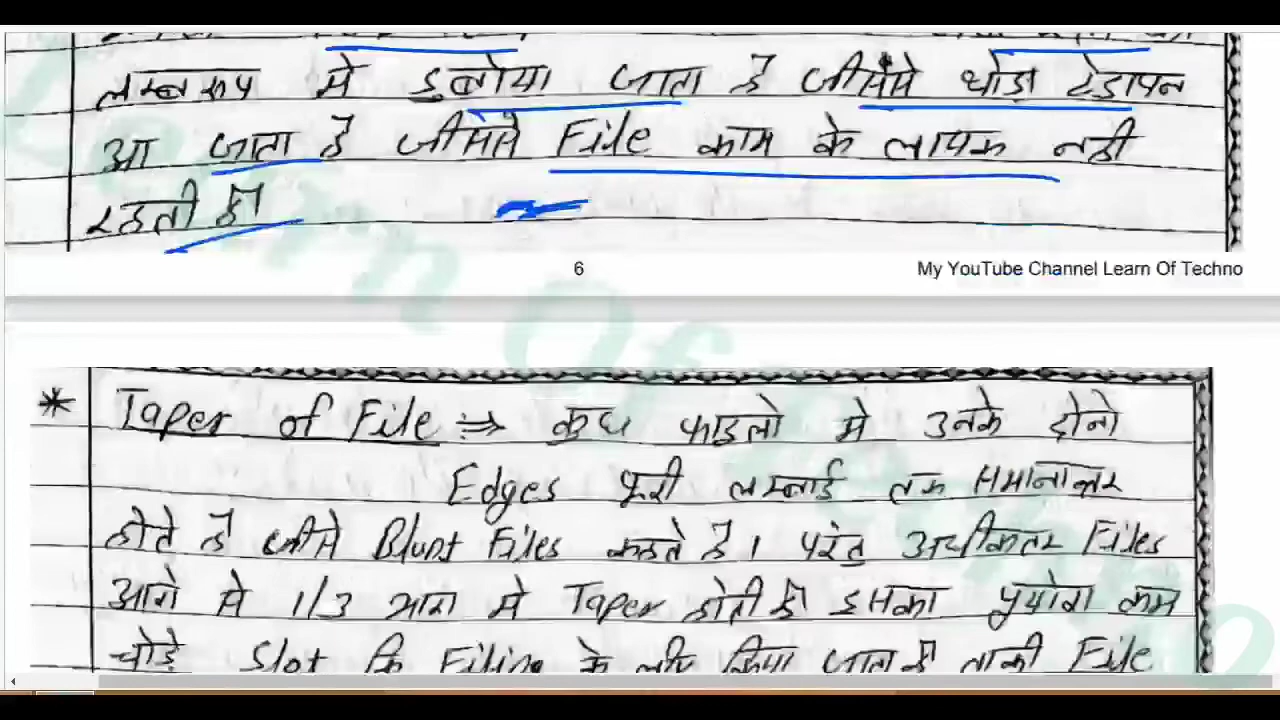 लम्बरूप मे डुबोया जाता है जीससे थोड़ा टेड़ापन
आ जाता है जीससे File काम के लायक नही
रहती है।
6
My YouTube Channel Learn Of Techno
* Taper of File ⇒ कुछ फाइलो मे उनके दोनो
Edges पूरी लम्बाई तक समानान्तर
होते है जीसे Blunt Files कहते है। परंतु अधीकतर Files
आगे से 1/3 भाग मे Taper होती है। इसका प्रयोग कम
चोडे Slot कि Filing के लीए किया जाता है। ताकी File